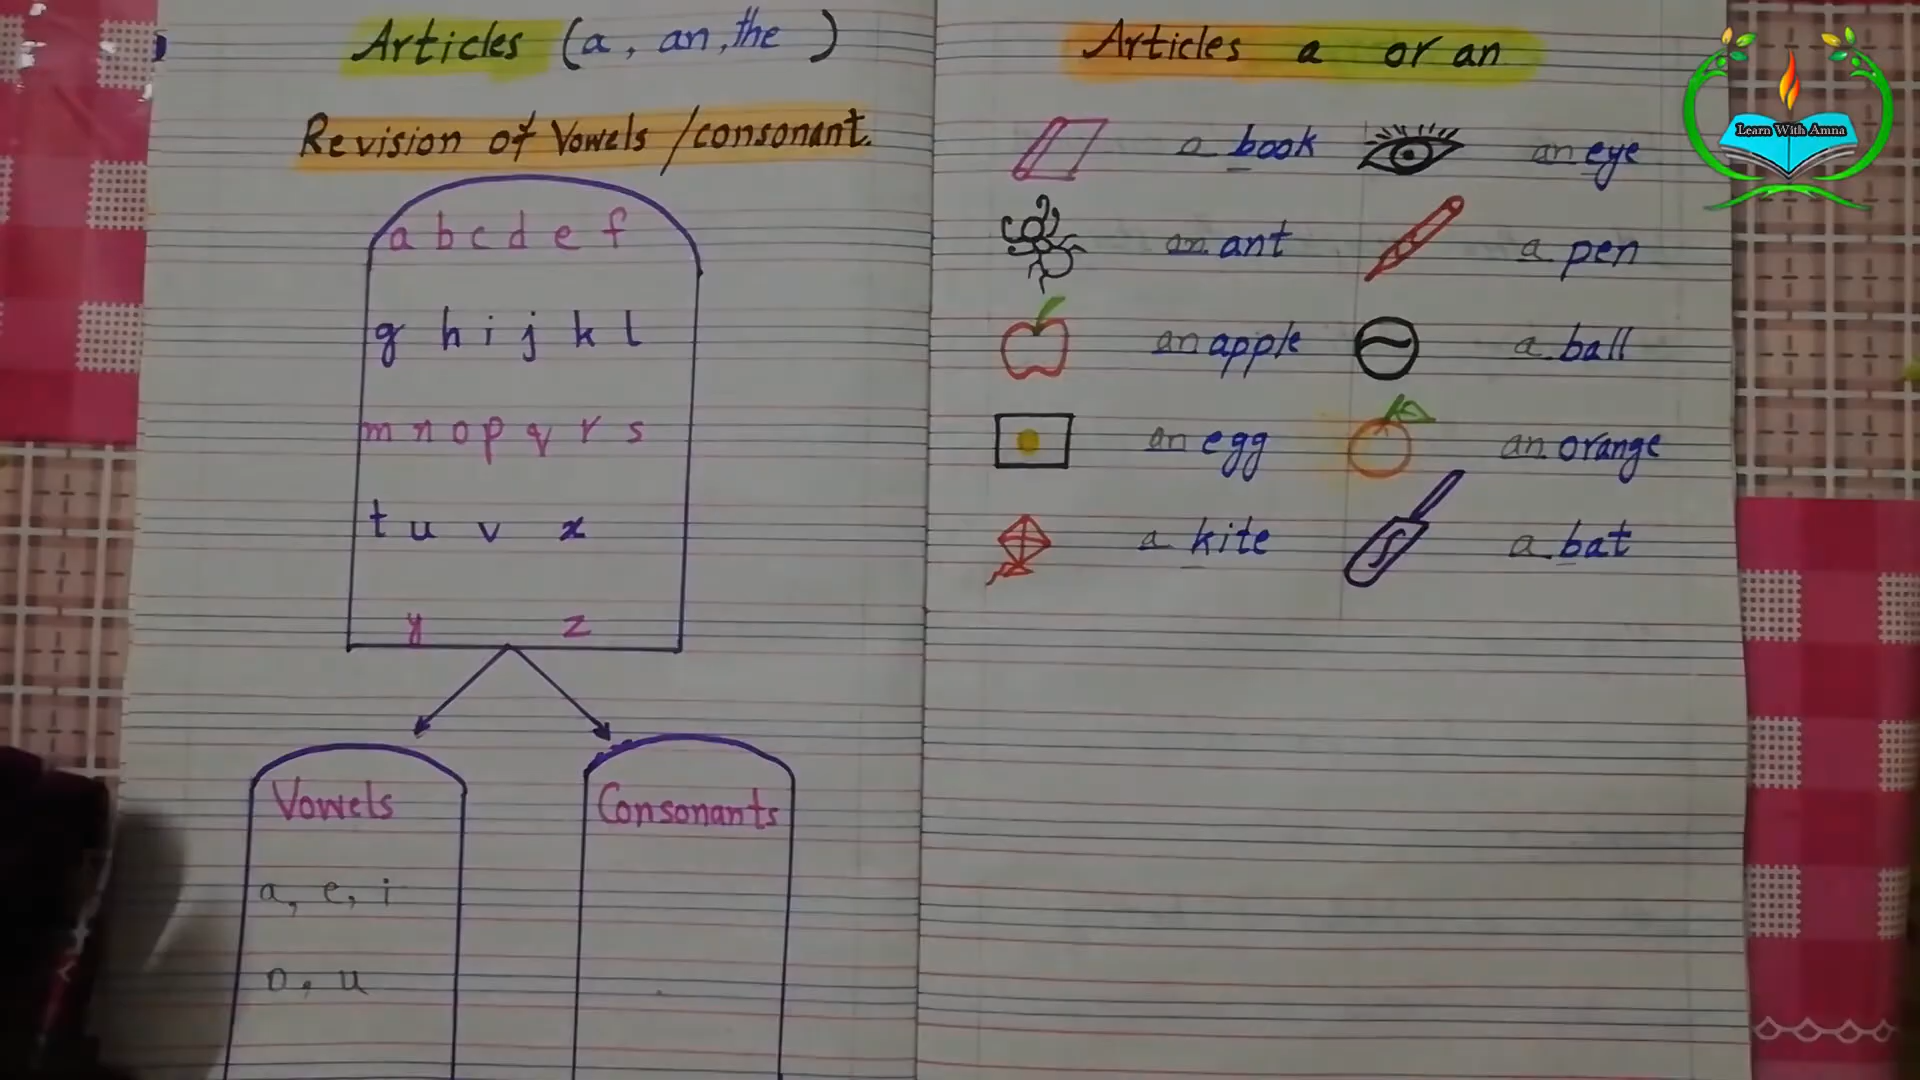 Articles (a, an, the)
Revision of Vowels / consonant.
a b c d e f
g h i j k l
m n o p q r s
t u v x
y z
Vowels
a, e, i
o, u
Consonants
Articles a or an
a book an eye
an ant a pen
an apple a ball
an egg an orange
a kite a bat
Learn With Amna